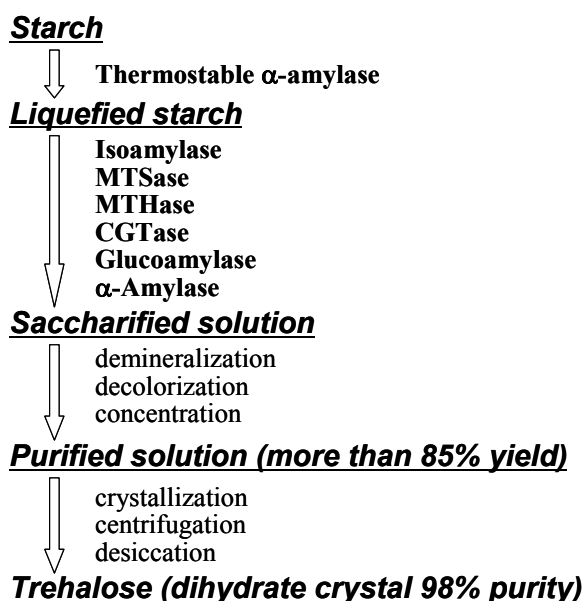 Starch
Thermostable α-amylase
Liquefied starch
Isoamylase
MTSase
MTHase
CGTase
Glucoamylase
α-Amylase
Saccharified solution
demineralization
decolorization
concentration
Purified solution (more than 85% yield)
crystallization
centrifugation
desiccation
Trehalose (dihydrate crystal 98% purity)